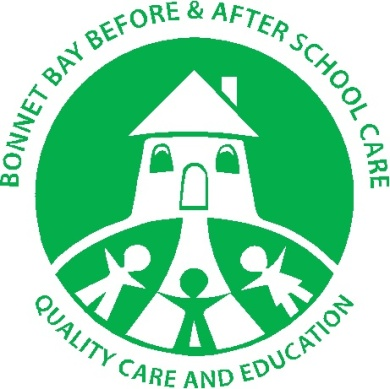 BONNET BAY BEFORE & AFTER SCHOOL CARE
QUALITY CARE AND EDUCATION